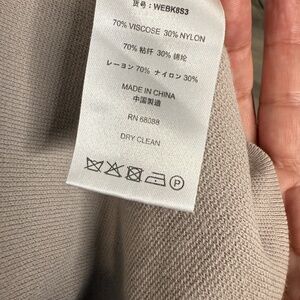 货号：WEBK8S3
70% VISCOSE 30% NYLON
70% 粘纤 30% 锦纶
レーヨン 70% ナイロン 30%
MADE IN CHINA
中国製造
RN 68088
DRY CLEAN
P